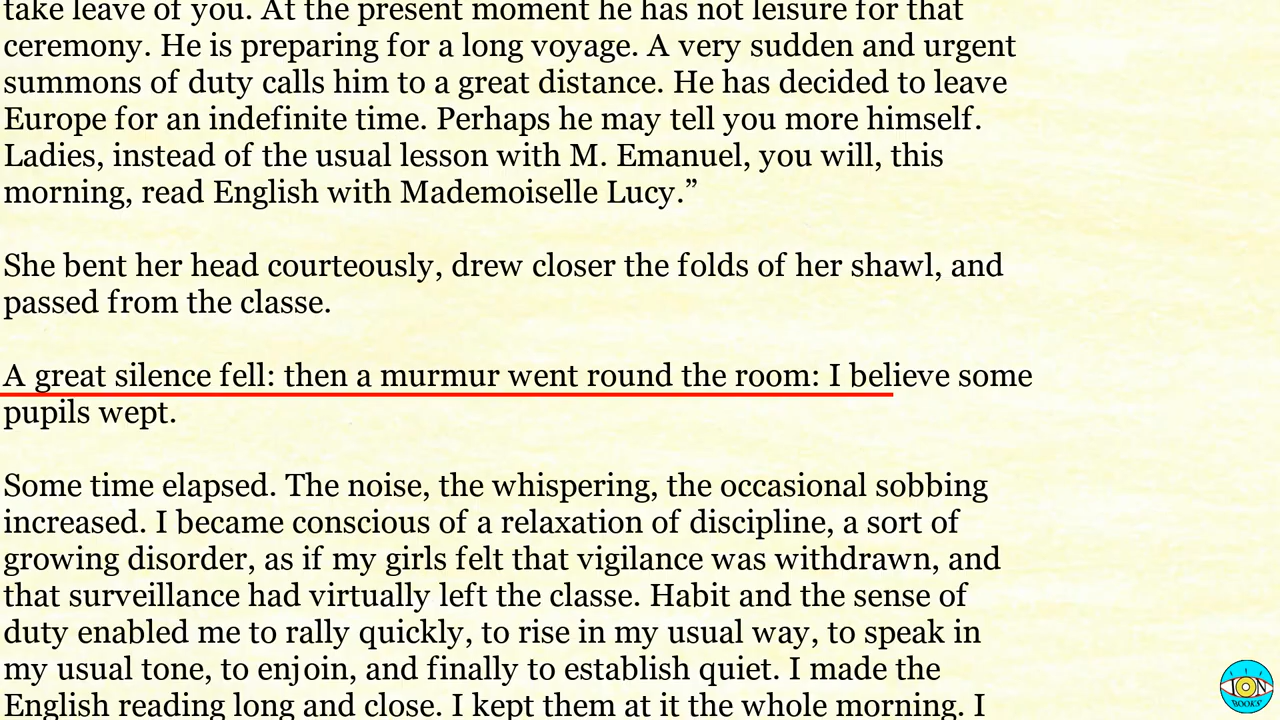 take leave of you. At the present moment he has not leisure for that
ceremony. He is preparing for a long voyage. A very sudden and urgent
summons of duty calls him to a great distance. He has decided to leave
Europe for an indefinite time. Perhaps he may tell you more himself.
Ladies, instead of the usual lesson with M. Emanuel, you will, this
morning, read English with Mademoiselle Lucy.”
She bent her head courteously, drew closer the folds of her shawl, and
passed from the classe.
A great silence fell: then a murmur went round the room: I believe some
pupils wept.
Some time elapsed. The noise, the whispering, the occasional sobbing
increased. I became conscious of a relaxation of discipline, a sort of
growing disorder, as if my girls felt that vigilance was withdrawn, and
that surveillance had virtually left the classe. Habit and the sense of
duty enabled me to rally quickly, to rise in my usual way, to speak in
my usual tone, to enjoin, and finally to establish quiet. I made the
English reading long and close. I kept them at it the whole morning. I
BOOKS